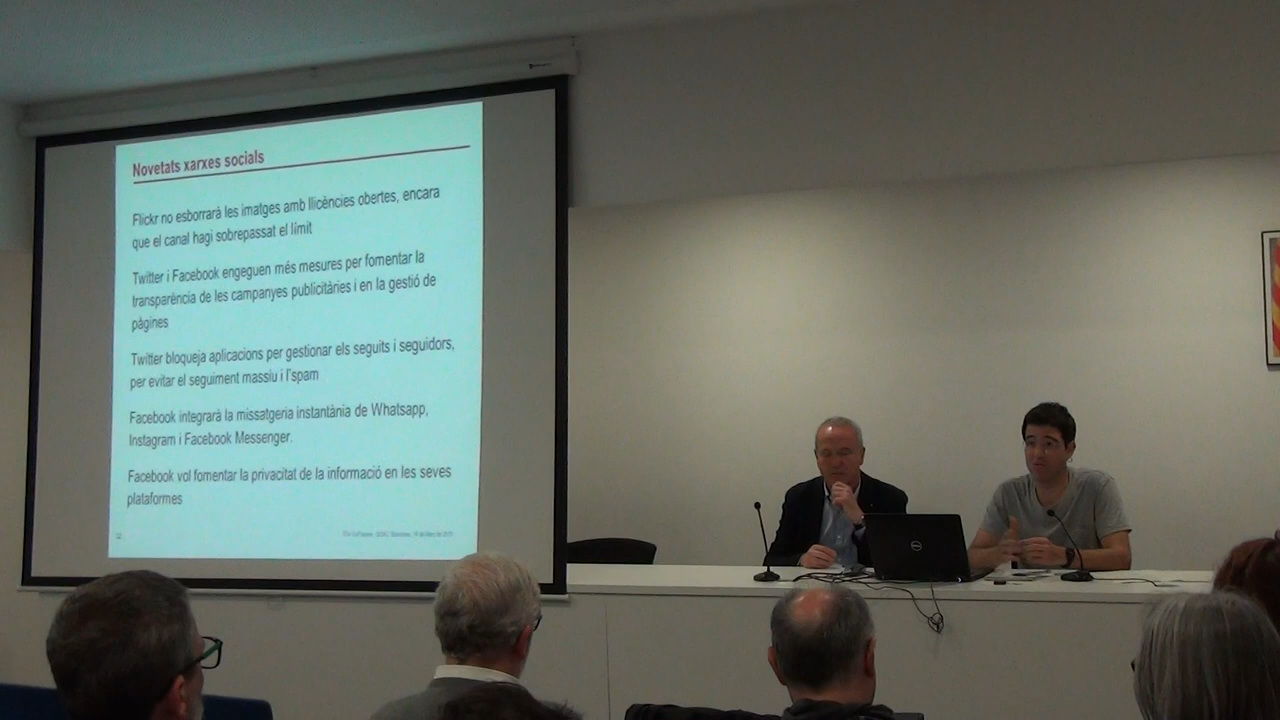 Novetats xarxes socials
Flickr no esborrarà les imatges amb llicències obertes, encara
que el canal hagi sobrepassat el límit
Twitter i Facebook engeguen més mesures per fomentar la
transparència de les campanyes publicitàries i en la gestió de
pàgines
Twitter bloqueja aplicacions per gestionar els seguits i seguidors,
per evitar el seguiment massiu i l'spam
Facebook integrarà la missatgeria instantània de Whatsapp,
Instagram i Facebook Messenger.
Facebook vol fomentar la privacitat de la informació en les seves
plataformes
DELL